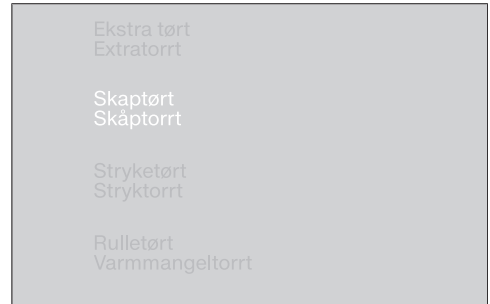 Ekstra tørt
Extratorrt
Skaptørt
Skåptorrt
Stryketørt
Stryktorrt
Rulletørt
Varmmangeltorrt